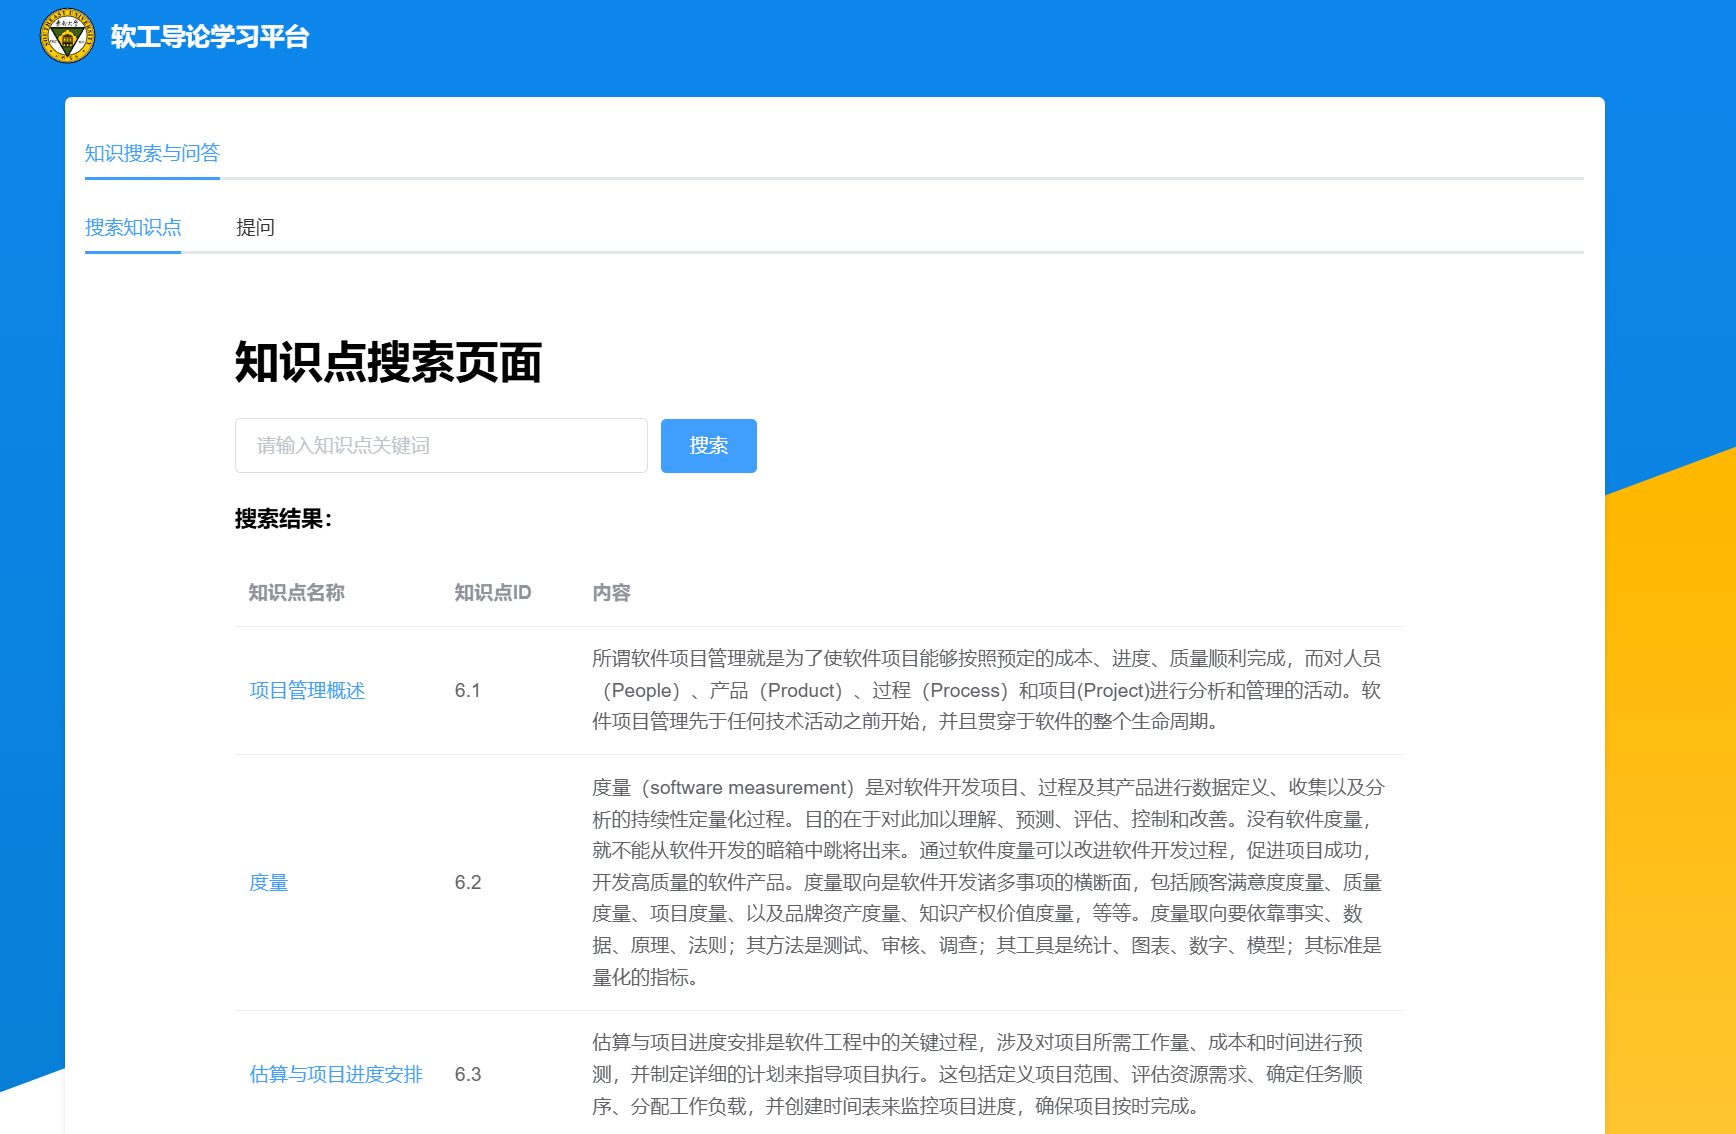 软工导论学习平台
知识搜索与问答
搜索知识点 提问
知识点搜索页面
请输入知识点关键词 搜索
搜索结果：
知识点名称 知识点ID 内容
项目管理概述 6.1
所谓软件项目管理就是为了使软件项目能够按照预定的成本、进度、质量顺利完成，而对人员
（People）、产品（Product）、过程（Process）和项目(Project)进行分析和管理的活动。软
件项目管理先于任何技术活动之前开始，并且贯穿于软件的整个生命周期。
度量 6.2
度量（software measurement）是对软件开发项目、过程及其产品进行数据定义、收集以及分
析的持续性定量化过程。目的在于对此加以理解、预测、评估、控制和改善。没有软件度量，
就不能从软件开发的暗箱中跳将出来。通过软件度量可以改进软件开发过程，促进项目成功，
开发高质量的软件产品。度量取向是软件开发诸多事项的横断面，包括顾客满意度度量、质量
度量、项目度量、以及品牌资产度量、知识产权价值度量，等等。度量取向要依靠事实、数
据、原理、法则；其方法是测试、审核、调查；其工具是统计、图表、数字、模型；其标准是
量化的指标。
估算与项目进度安排 6.3
估算与项目进度安排是软件工程中的关键过程，涉及对项目所需工作量、成本和时间进行预
测，并制定详细的计划来指导项目执行。这包括定义项目范围、评估资源需求、确定任务顺
序、分配工作负载，并创建时间表来监控项目进度，确保项目按时完成。